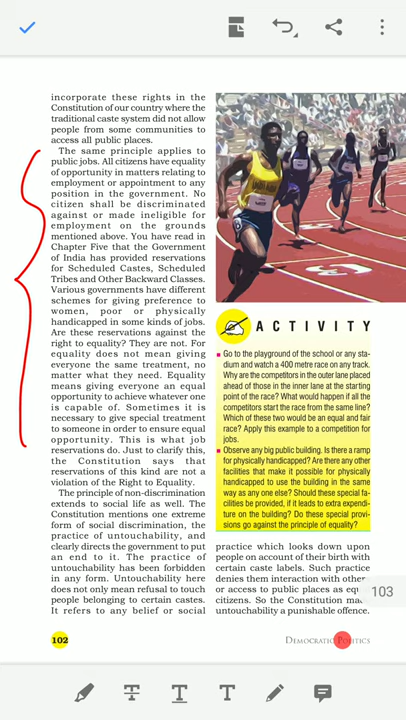 incorporate these rights in the
Constitution of our country where the
traditional caste system did not allow
people from some communities to
access all public places.
The same principle applies to
public jobs. All citizens have equality
of opportunity in matters relating to
employment or appointment to any
position in the government. No
citizen shall be discriminated
against or made ineligible for
employment on the grounds
mentioned above. You have read in
Chapter Five that the Government
of India has provided reservations
for Scheduled Castes, Scheduled
Tribes and Other Backward Classes.
Various governments have different
schemes for giving preference to
women, poor or physically
handicapped in some kinds of jobs.
Are these reservations against the
right to equality? They are not. For
equality does not mean giving
everyone the same treatment, no
matter what they need. Equality
means giving everyone an equal
opportunity to achieve whatever one
is capable of. Sometimes it is
necessary to give special treatment
to someone in order to ensure equal
opportunity. This is what job
reservations do. Just to clarify this,
the Constitution says that
reservations of this kind are not a
violation of the Right to Equality.
The principle of non-discrimination
extends to social life as well. The
Constitution mentions one extreme
form of social discrimination, the
practice of untouchability, and
clearly directs the government to put
an end to it. The practice of
untouchability has been forbidden
in any form. Untouchability here
does not only mean refusal to touch
people belonging to certain castes.
It refers to any belief or social
ACTIVITY
Go to the playground of the school or any sta-
dium and watch a 400 metre race on any track.
Why are the competitors in the outer lane placed
ahead of those in the inner lane at the starting
point of the race? What would happen if all the
competitors start the race from the same line?
Which of these two would be an equal and fair
race? Apply this example to a competition for
jobs.
Observe any big public building. Is there a ramp
for physically handicapped? Are there any other
facilities that make it possible for physically
handicapped to use the building in the same
way as any one else? Should these special fa-
cilities be provided, if it leads to extra expendi-
ture on the building? Do these special provi-
sions go against the principle of equality?
practice which looks down upon
people on account of their birth with
certain caste labels. Such practice
denies them interaction with other
or access to public places as equ
citizens. So the Constitution ma
untouchability a punishable offence.
103
102
DEMOCRATIC POLITICS
T T T